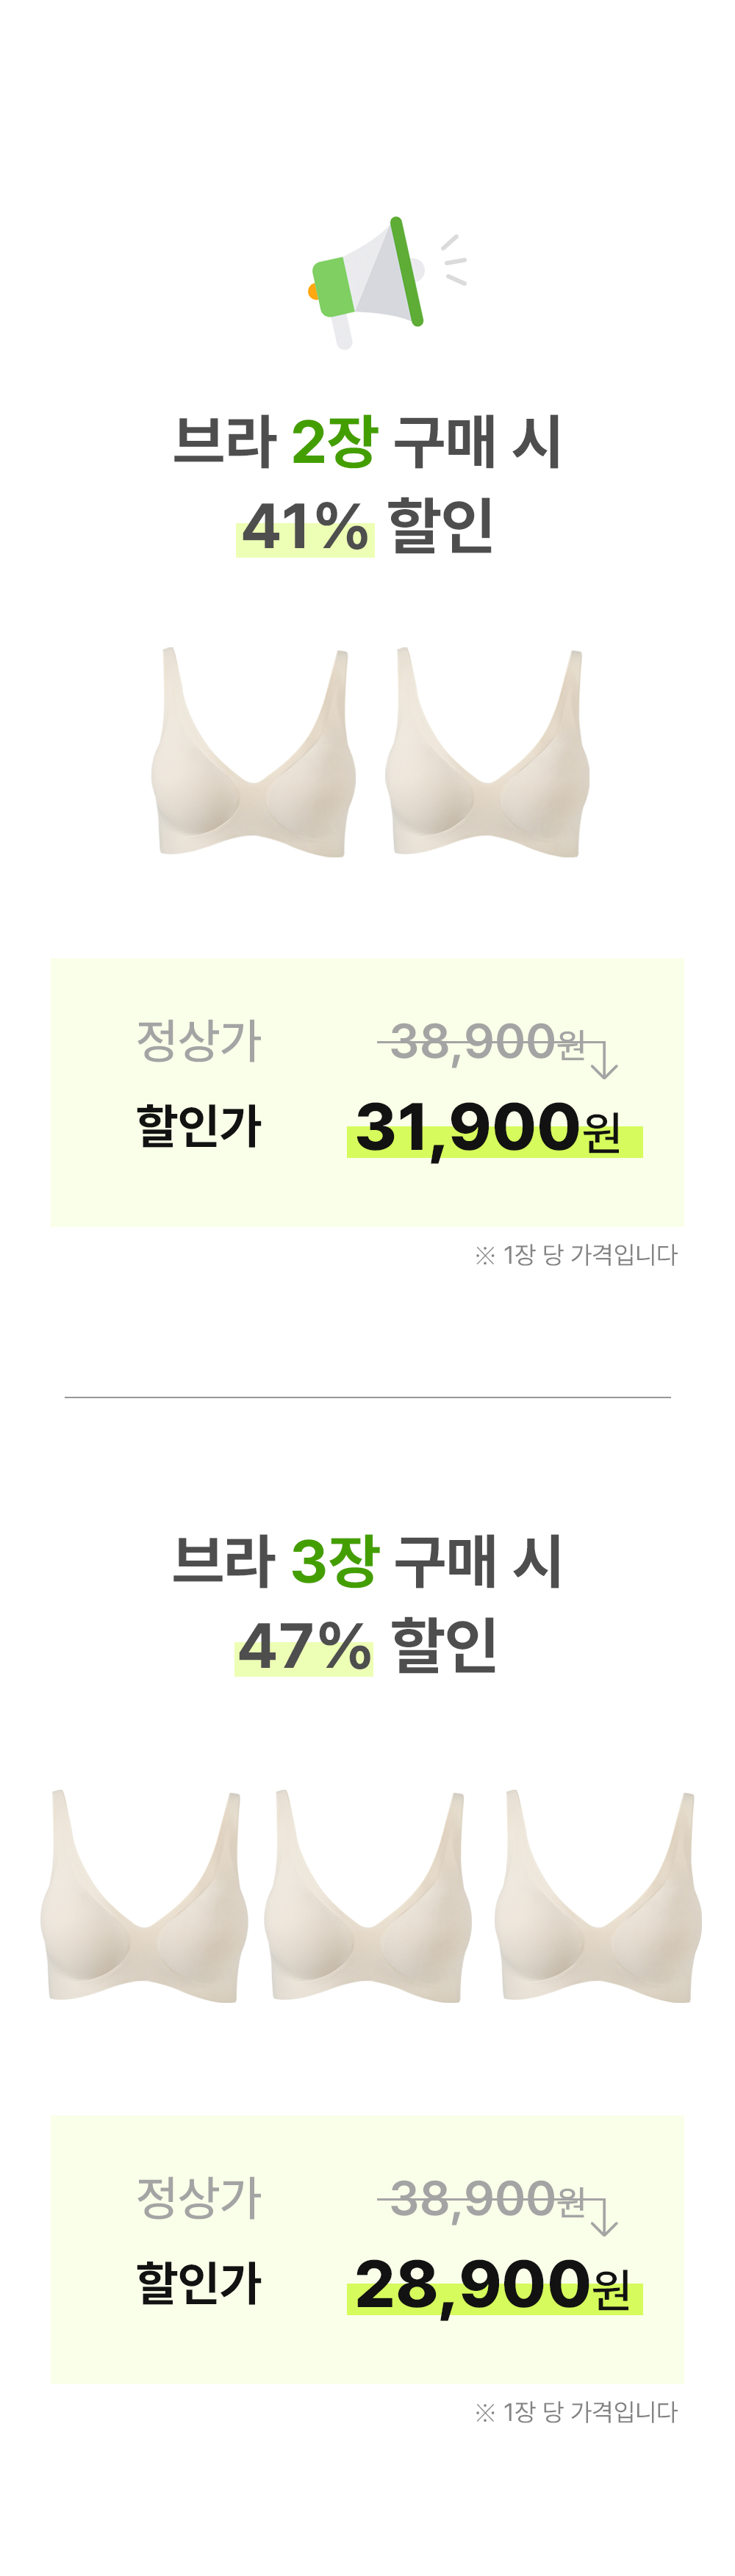 브라 2장 구매 시
41% 할인
정상가 38,900원
할인가 31,900원
※ 1장 당 가격입니다
브라 3장 구매 시
47% 할인
정상가 38,900원
할인가 28,900원
※ 1장 당 가격입니다